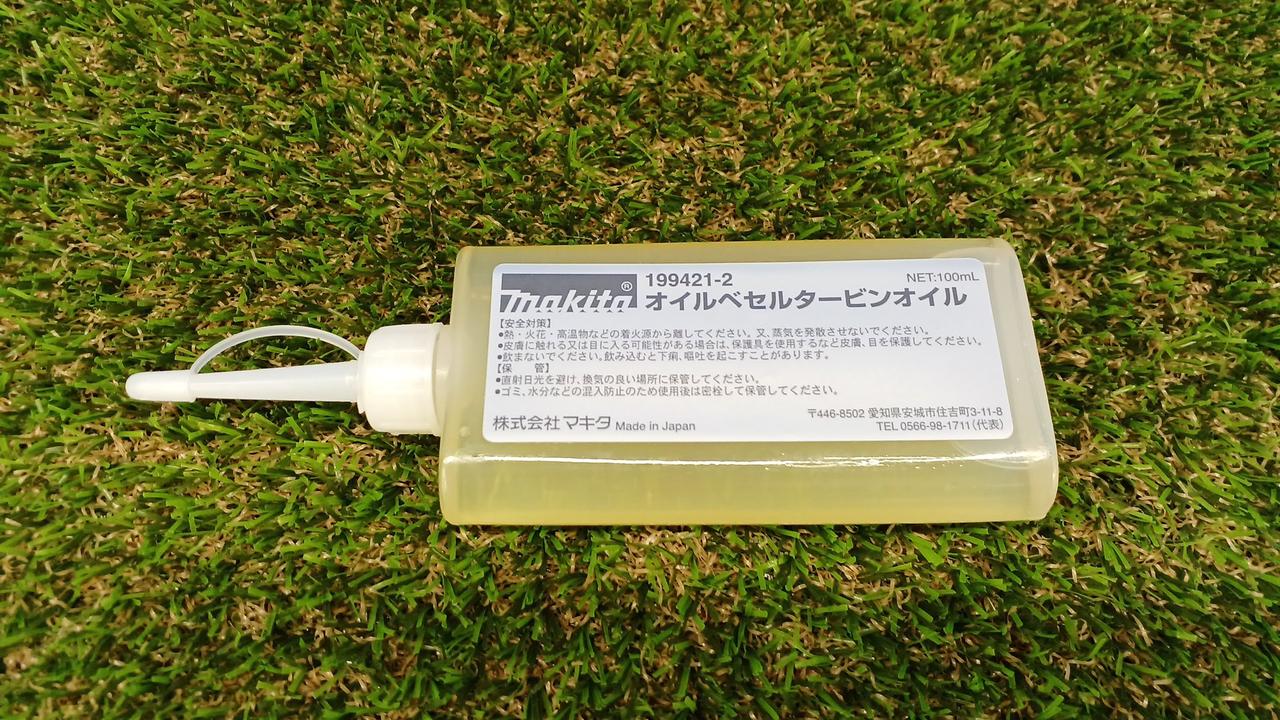 makita® 199421-2 NET:100mL
オイルベセルタービンオイル
【安全対策】
●熱・火花・高温物などの着火源から離してください。又、蒸気を発散させないでください。
●皮膚に触れる又は目に入る可能性がある場合は、保護具を使用するなど皮膚、目を保護してください。
●飲まないでください。飲み込むと下痢、嘔吐を起こすことがあります。
【保　管】
●直射日光を避け、換気の良い場所に保管してください。
●ゴミ、水分などの混入防止のため使用後は密栓して保管してください。
株式会社 マキタ Made in Japan
〒446-8502 愛知県安城市住吉町3-11-8
TEL 0566-98-1711(代表)